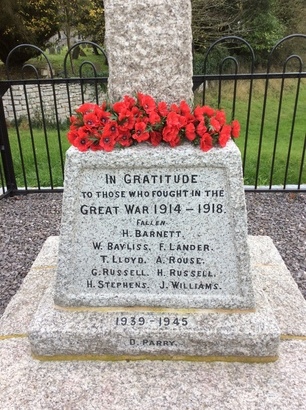 IN GRATITUDE
TO THOSE WHO FOUGHT IN THE
GREAT WAR 1914 - 1918.
FALLEN
H. BARNETT.
W. BAYLISS. F. LANDER.
T. LLOYD. A. ROUSE.
G. RUSSELL. H. RUSSELL.
H. STEPHENS. J. WILLIAMS.
1939 - 1945
D. PARRY.